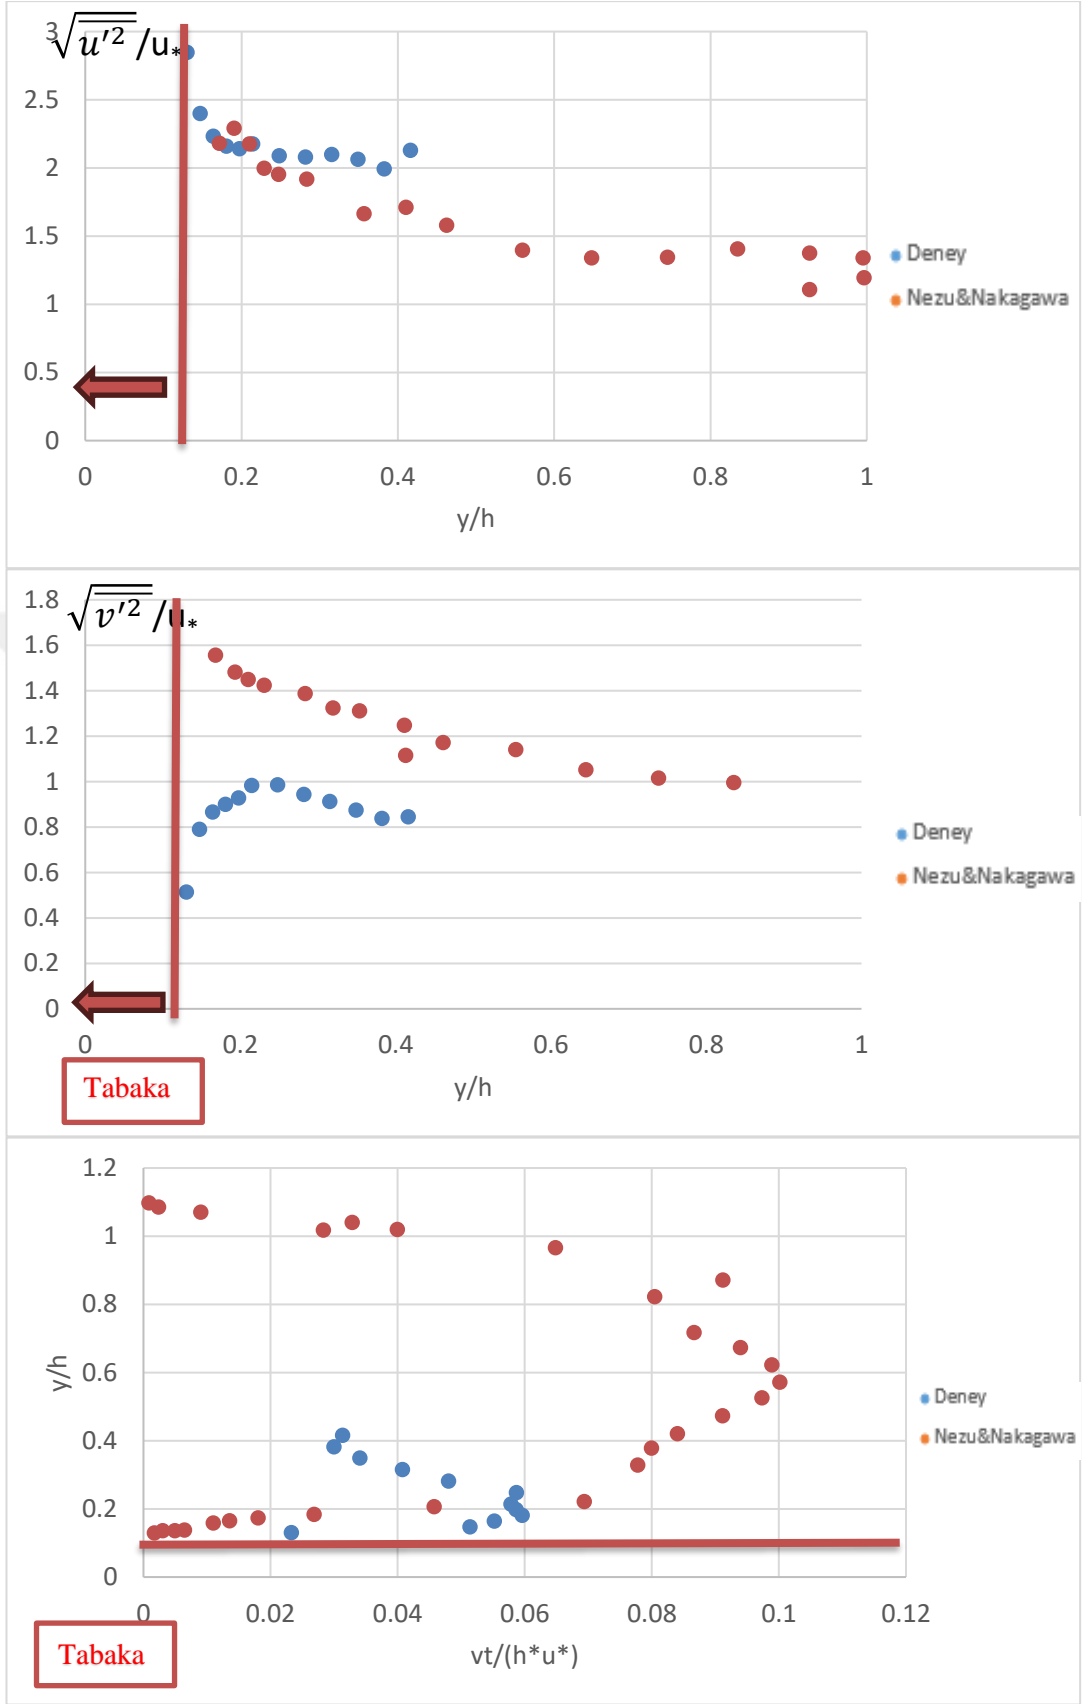 √u′²/u*
3
2.5
2
1.5
1
0.5
0
0 0.2 0.4 0.6 0.8 1
y/h
Deney
Nezu&Nakagawa
√v′²/u*
1.8
1.6
1.4
1.2
1
0.8
0.6
0.4
0.2
0
0 0.2 0.4 0.6 0.8 1
y/h
Deney
Nezu&Nakagawa
Tabaka
1.2
1
0.8
0.6
0.4
0.2
0
y/h
0 0.02 0.04 0.06 0.08 0.1 0.12
vt/(h*u*)
Deney
Nezu&Nakagawa
Tabaka